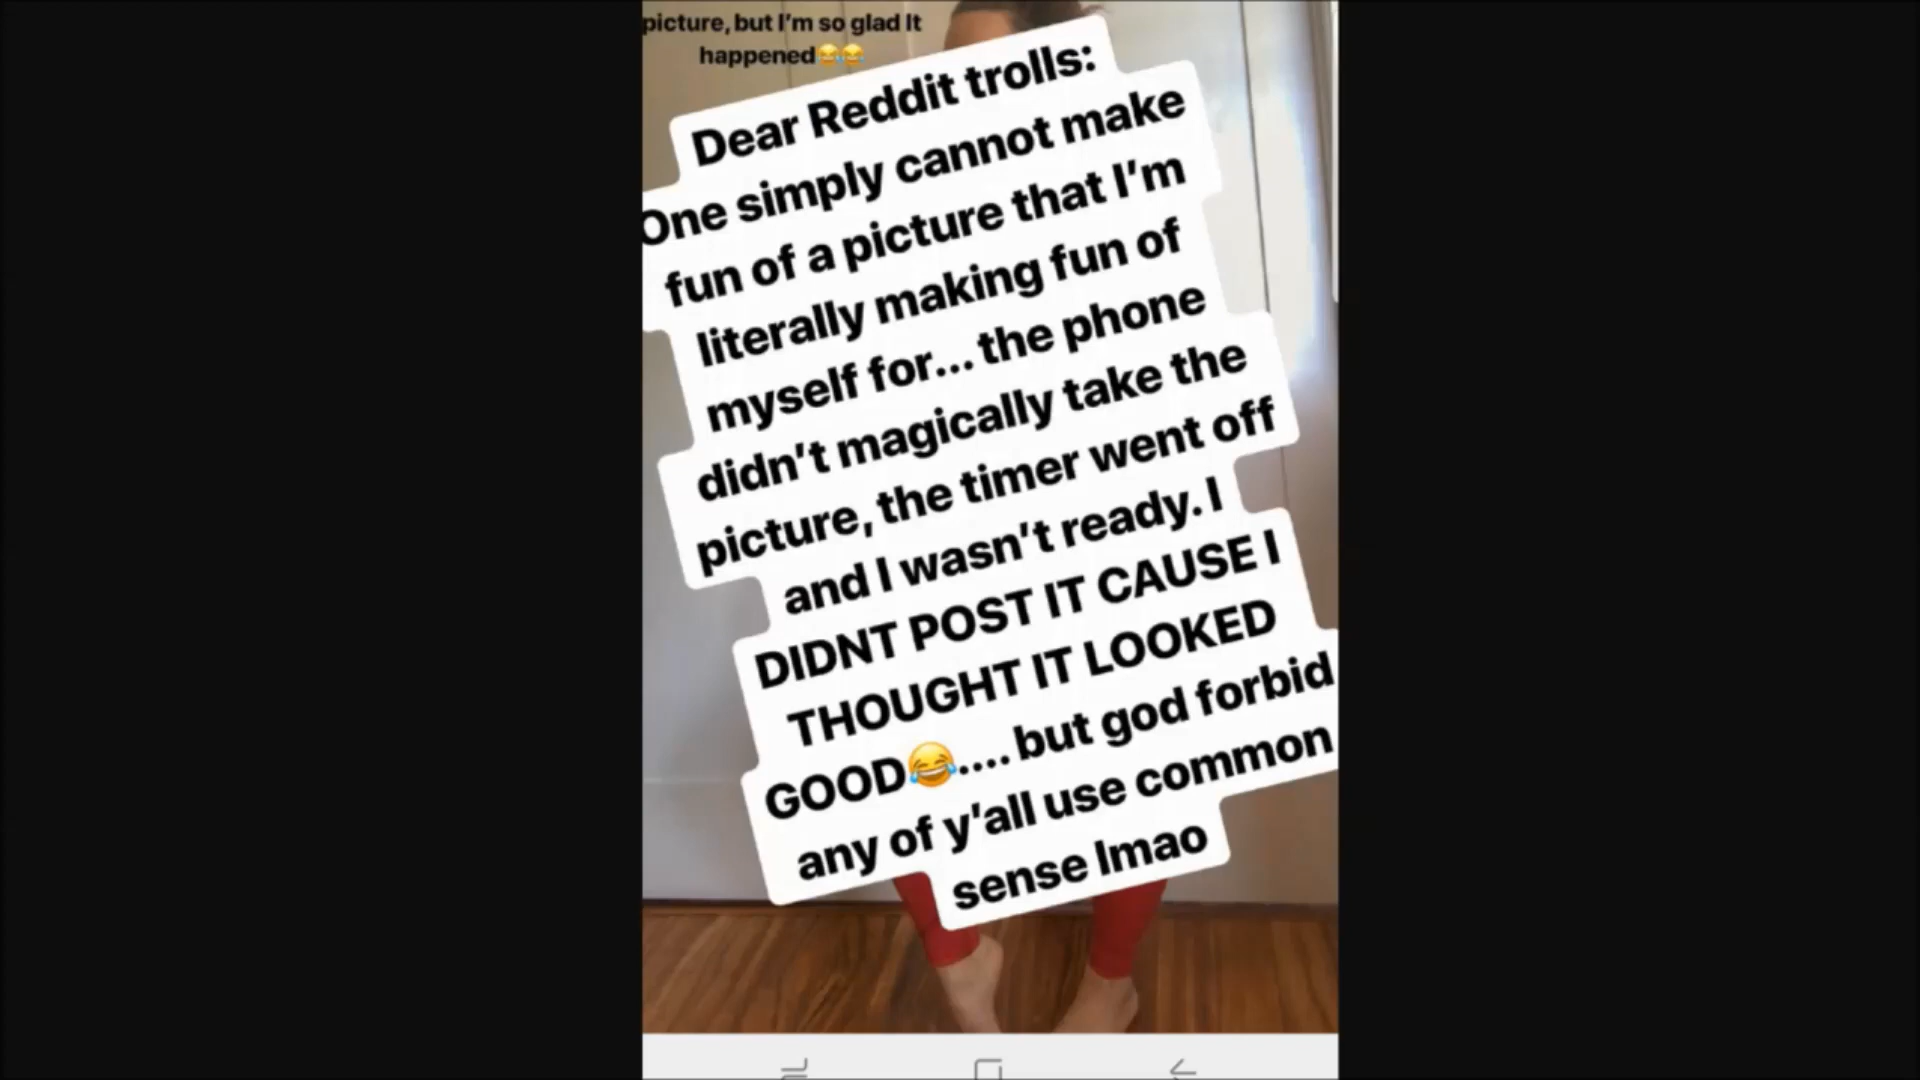 picture, but I'm so glad It
happened😂😂
Dear Reddit trolls:
One simply cannot make
fun of a picture that I'm
literally making fun of
myself for... the phone
didn't magically take the
picture, the timer went off
and I wasn't ready. I
DIDNT POST IT CAUSE I
THOUGHT IT LOOKED
GOOD😂.... but god forbid
any of y'all use common
sense lmao